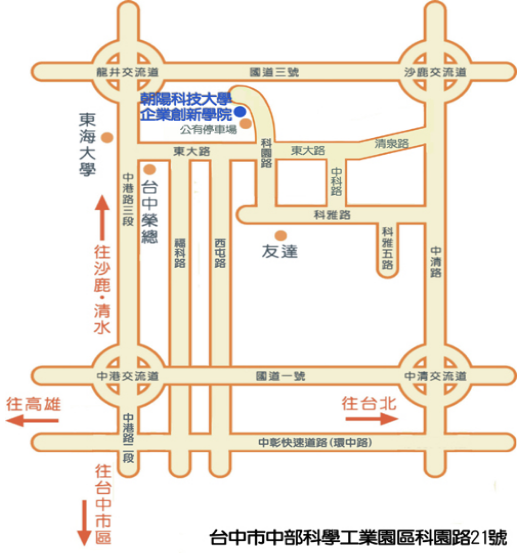 龍井交流道
國道三號
沙鹿交流道
朝陽科技大學
企業創新學院
公有停車場
東海大學
東大路
科園路
東大路
清泉路
中港路三段
台中榮總
中科路
科雅路
福科路
西屯路
友達
科雅五路
中清路
往沙鹿·清水
中港交流道
國道一號
中清交流道
往高雄
往台北
中港路二段
中彰快速道路(環中路)
往台中市區
台中市中部科學工業園區科園路21號